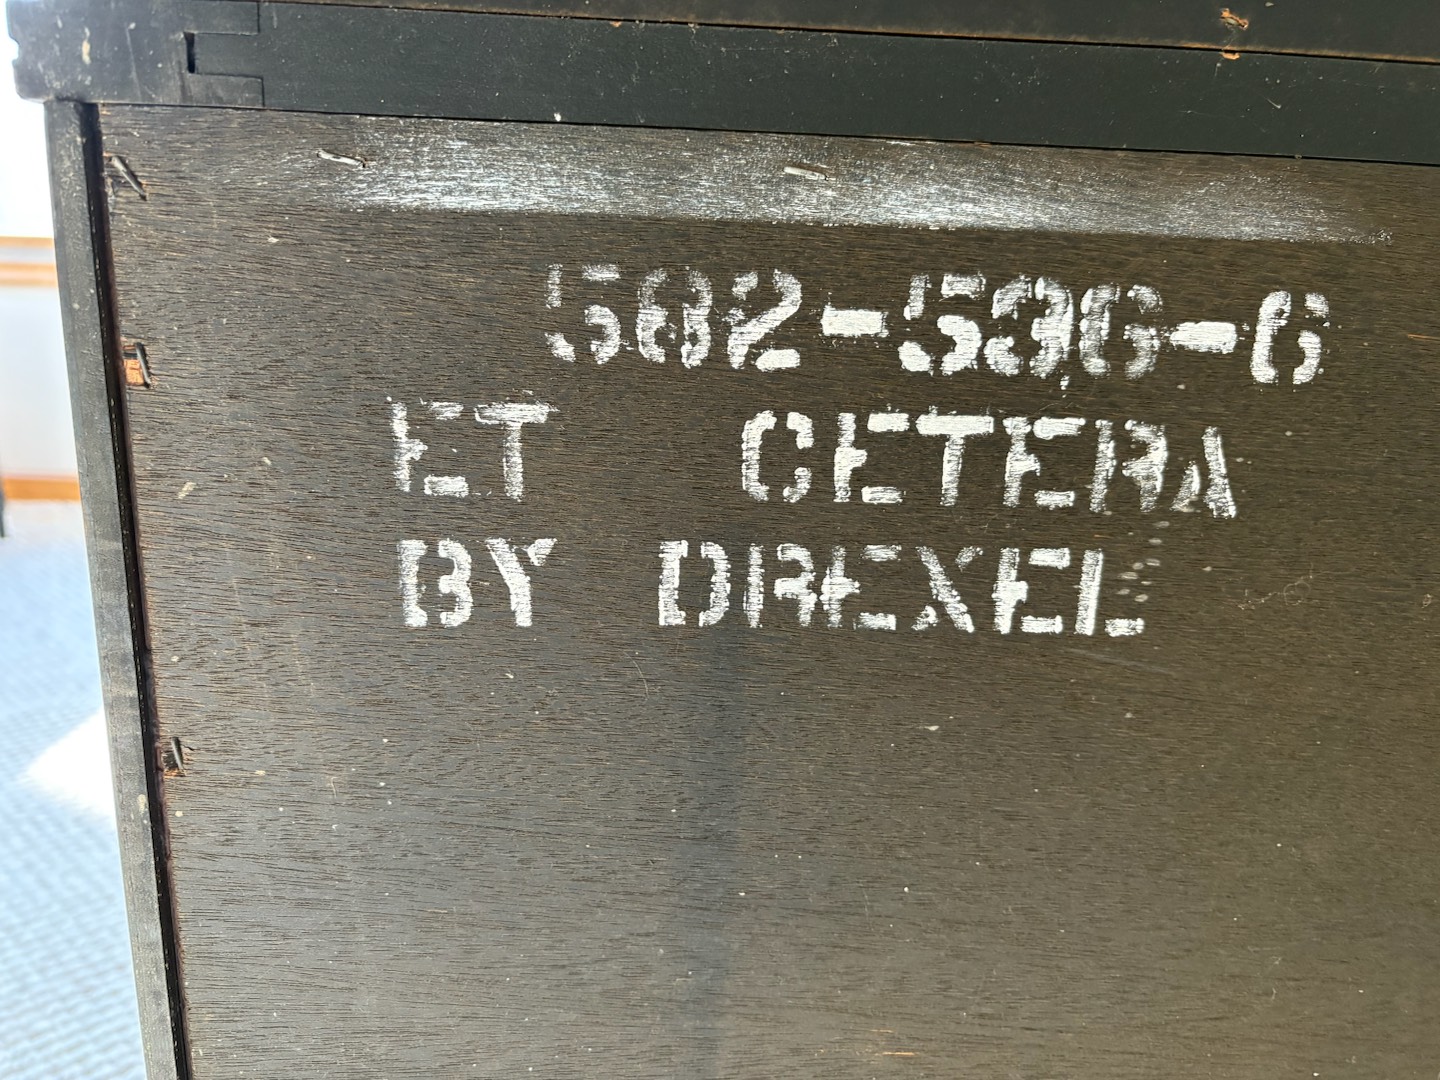 582-536-6
ET CETERA
BY DREXEL